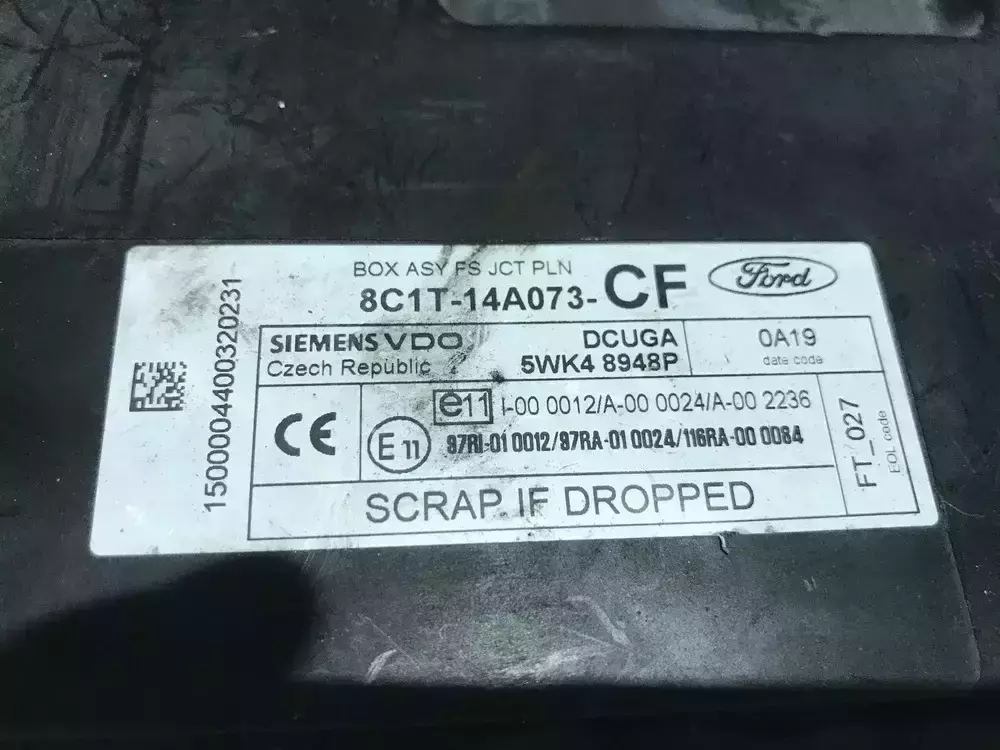 BOX ASY FS JCT PLN
8C1T-14A073-CF
Ford
SIEMENS VDO
Czech Republic
DCUGA
5WK4 8948P
0A19
date code
CE
e11 I-00 0012/A-00 0024/A-00 2236
E11 97RI-01 0012/97RA-01 0024/116RA-00 0084
SCRAP IF DROPPED
FT_027
EOL code
1500004400320231